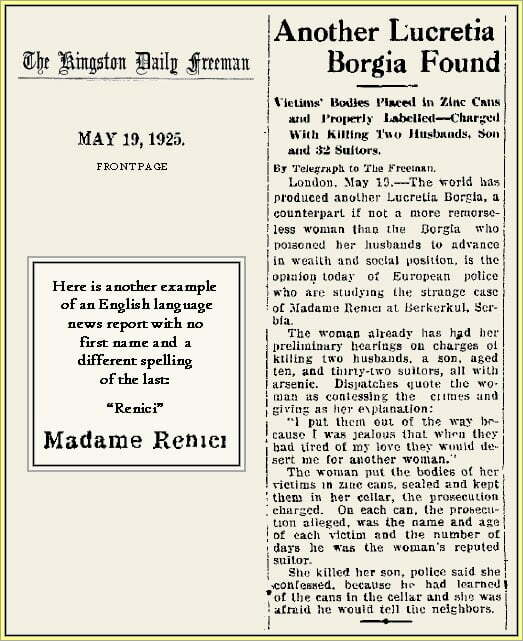 The Kingston Daily Freeman
MAY 19, 1925.
FRONTPAGE
Here is another example
of an English language
news report with no
first name and a
different spelling
of the last:
“Renici”
Madame Renici
Another Lucretia
Borgia Found
Victims' Bodies Placed in Zinc Cans
and Properly Labelled—Charged
With Killing Two Husbands, Son
and 32 Suitors.
By Telegraph to The Freeman.
London, May 19.—The world has
produced another Lucretia Borgia, a
counterpart if not a more remorse-
less woman than the Borgia who
poisoned her husbands to advance
in wealth and social position, is the
opinion today of European police
who are studying the strange case
of Madame Renici at Berkerkul, Ser-
bia.
The woman already has had her
preliminary hearings on charges of
killing two husbands, a son, aged
ten, and thirty-two suitors, all with
arsenic. Dispatches quote the wo-
man as confessing the crimes and
giving as her explanation:
"I put them out of the way be-
cause I was jealous that when they
had tired of my love they would de-
sert me for another woman."
The woman put the bodies of her
victims in zinc cans, sealed and kept
them in her cellar, the prosecution
charged. On each can, the prosecu-
tion alleged, was the name and age
of each victim and the number of
days he was the woman's reputed
suitor.
She killed her son, police said she
confessed, because he had learned
of the cans in the cellar and she was
afraid he would tell the neighbors.